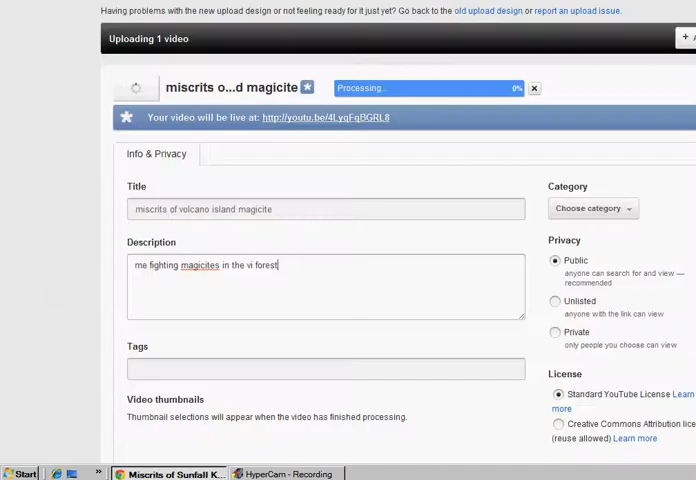 Having problems with the new upload design or not feeling ready for it just yet? Go back to the old upload design or report an upload issue.
Uploading 1 video
miscrits o...d magicite
Processing.. 0%
Your video will be live at: http://youtu.be/4LyqFqBGRL8
Info & Privacy
Title
miscrits of volcano island magicite
Description
me fighting magicites in the vi forest
Tags
Video thumbnails
Thumbnail selections will appear when the video has finished processing.
Category
Choose category
Privacy
Public
anyone can search for and view —
recommended
Unlisted
anyone with the link can view
Private
only people you choose can view
License
Standard YouTube License Learn
more
Creative Commons Attribution lice
(reuse allowed) Learn more
Start » Miscrits of Sunfall K... HyperCam - Recording